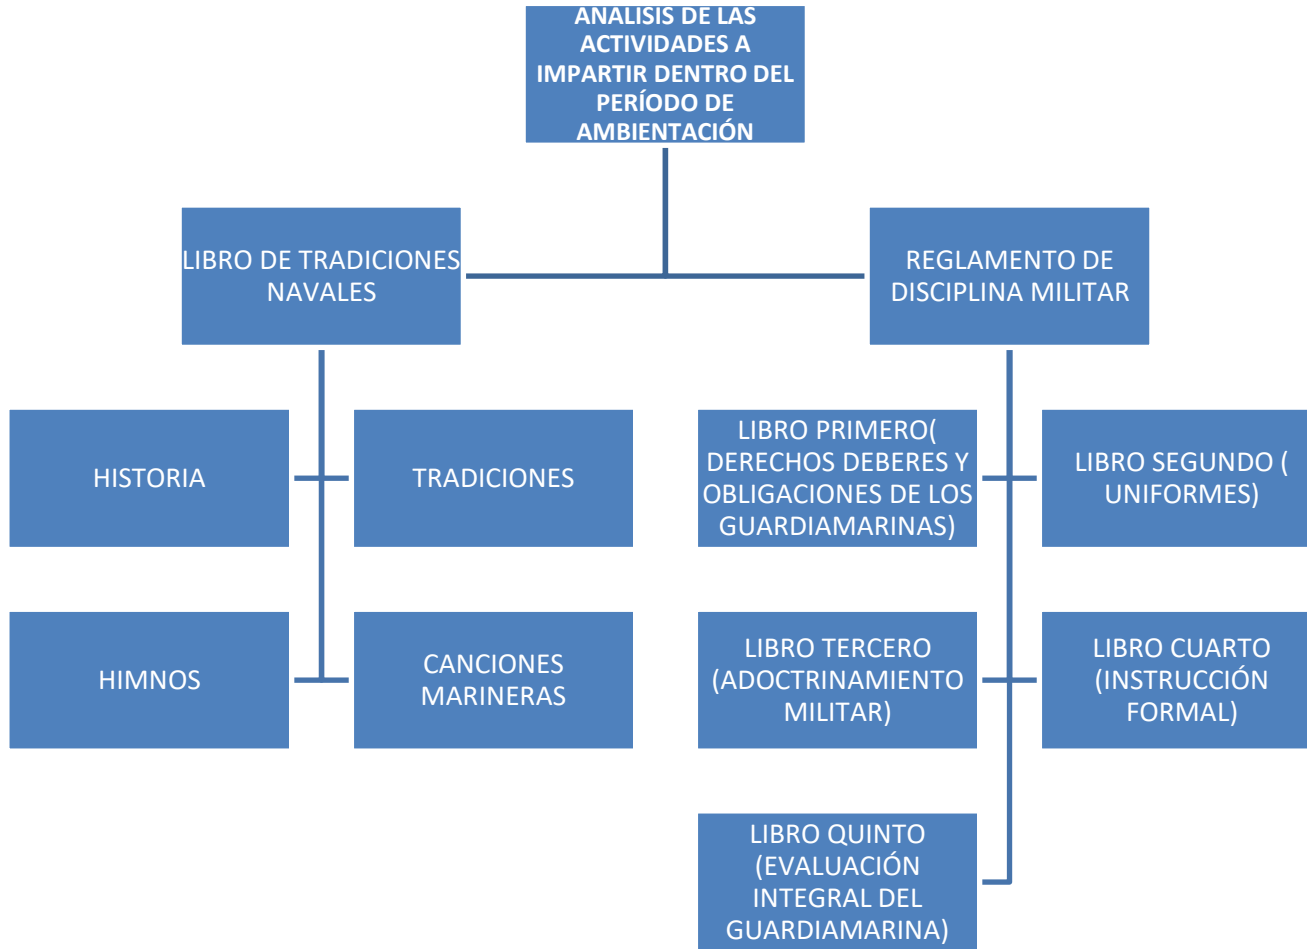 ANÁLISIS DE LAS
ACTIVIDADES A
IMPARTIR DENTRO DEL
PERÍODO DE
AMBIENTACIÓN
LIBRO DE TRADICIONES
NAVALES
REGLAMENTO DE
DISCIPLINA MILITAR
HISTORIA
TRADICIONES
LIBRO PRIMERO(
DERECHOS DEBERES Y
OBLIGACIONES DE LOS
GUARDIAMARINAS)
LIBRO SEGUNDO (
UNIFORMES)
HIMNOS
CANCIONES
MARINERAS
LIBRO TERCERO
(ADOCTRINAMIENTO
MILITAR)
LIBRO CUARTO
(INSTRUCCIÓN
FORMAL)
LIBRO QUINTO
(EVALUACIÓN
INTEGRAL DEL
GUARDIAMARINA)